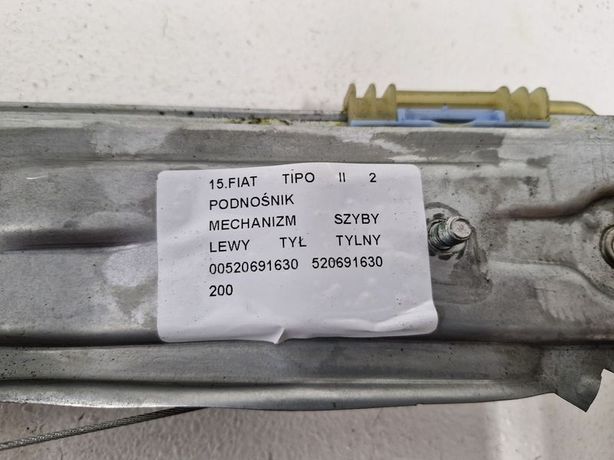 15.FIAT TIPO II 2
PODNOŚNIK
MECHANIZM SZYBY
LEWY TYŁ TYLNY
00520691630 520691630
200